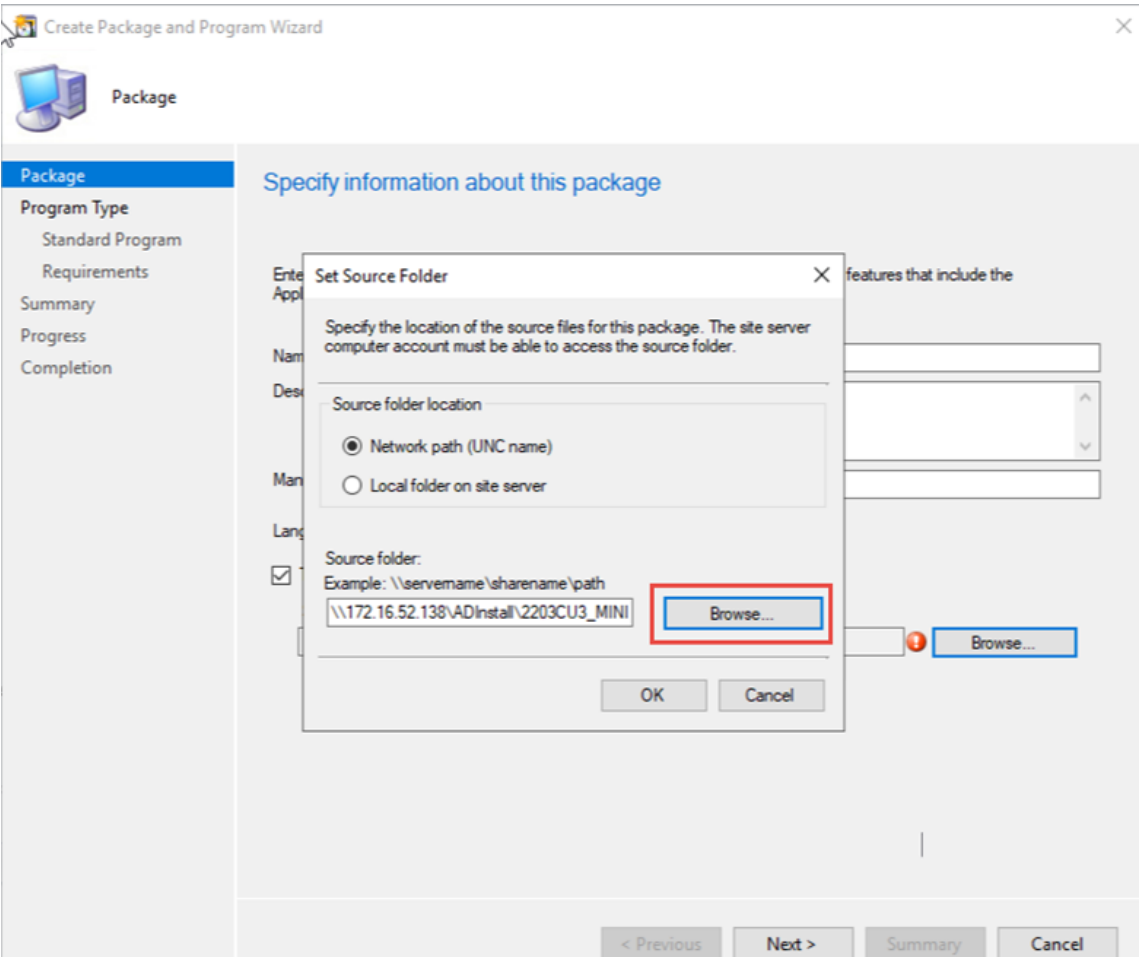 Create Package and Program Wizard
Package
Package
Program Type
Standard Program
Requirements
Summary
Progress
Completion
Specify information about this package
features that include the
Set Source Folder
Specify the location of the source files for this package. The site server
computer account must be able to access the source folder.
Source folder location
Network path (UNC name)
Local folder on site server
Source folder:
Example: \\servername\sharename\path
\\172.16.52.138\ADInstall\2203CU3_MINI
Browse...
Browse...
OK
Cancel
< Previous
Next >
Summary
Cancel